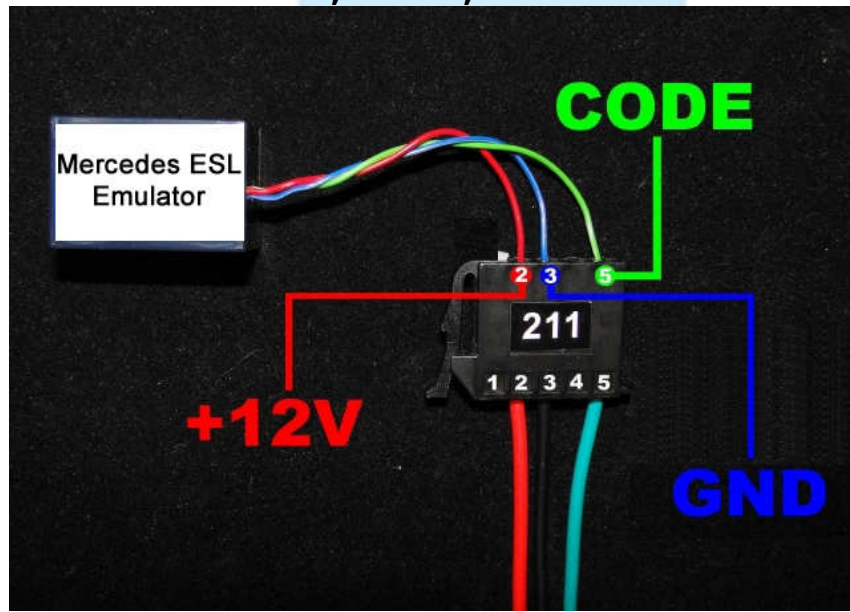 CODE
Mercedes ESL
Emulator
2 3 5
211
1 2 3 4 5
+12V
GND